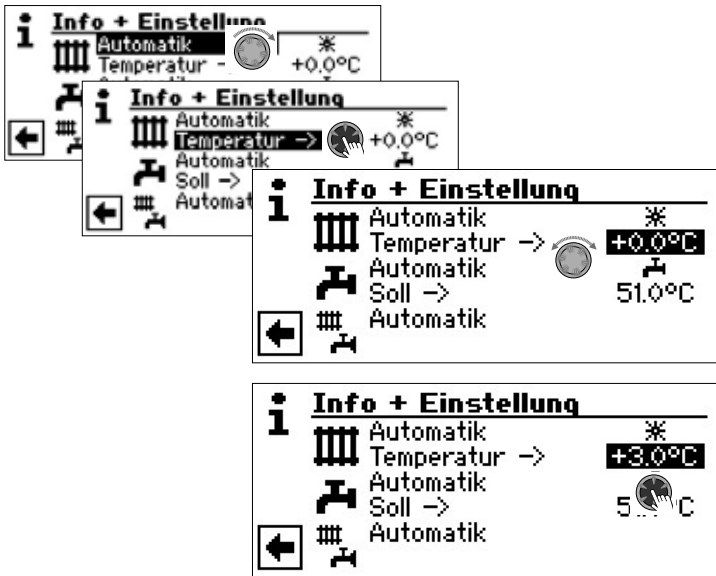 Info + Einstellung
Automatik
Temperatur -> +0.0°C
Info + Einstellung
Automatik
Temperatur -> +0.0°C
Automatik
Soll ->
Info + Einstellung
Automatik
Temperatur -> +0.0°C
Automatik
Soll -> 51.0°C
Automatik
Info + Einstellung
Automatik
Temperatur -> +3.0°C
Automatik
Soll ->
Automatik